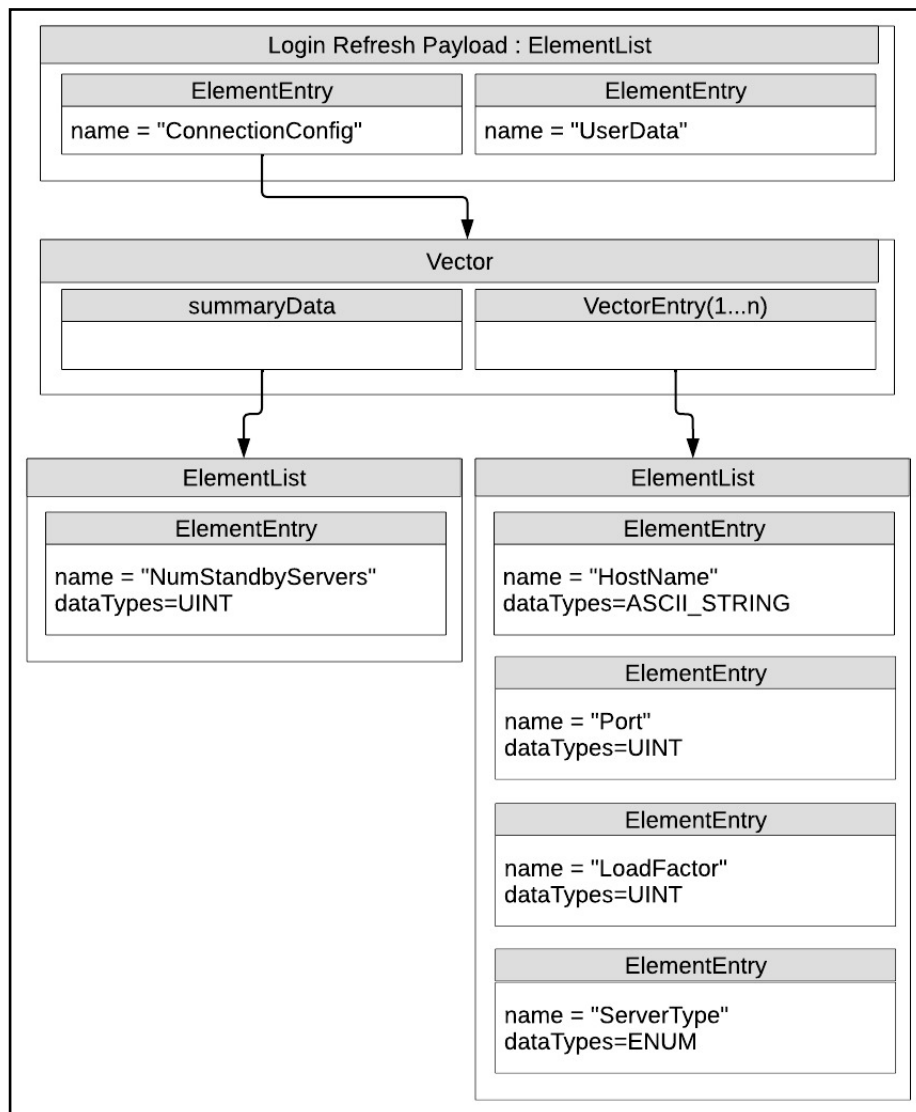 Login Refresh Payload : ElementList
ElementEntry
name = "ConnectionConfig"
ElementEntry
name = "UserData"
Vector
summaryData
VectorEntry(1...n)
ElementList
ElementEntry
name = "NumStandbyServers"
dataTypes=UINT
ElementList
ElementEntry
name = "HostName"
dataTypes=ASCII_STRING
ElementEntry
name = "Port"
dataTypes=UINT
ElementEntry
name = "LoadFactor"
dataTypes=UINT
ElementEntry
name = "ServerType"
dataTypes=ENUM